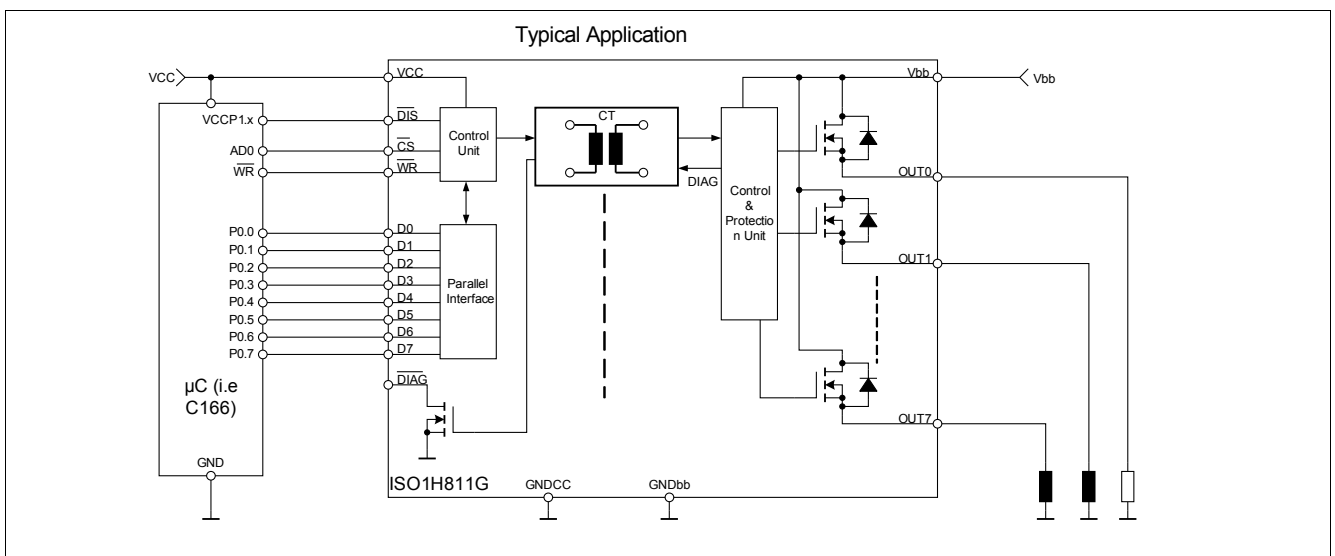 Typical Application
VCC
VCC
Vbb
Vbb
VCCP1.x
DIS
Control
Unit
CT
AD0
CS
WR
WR
DIAG
OUT0
Control
&
Protectio
n Unit
P0.0
D0
P0.1
D1
P0.2
D2
P0.3
D3
P0.4
D4
P0.5
D5
P0.6
D6
P0.7
D7
Parallel
Interface
OUT1
DIAG
µC (i.e
C166)
OUT7
GND
ISO1H811G
GNDCC
GNDbb